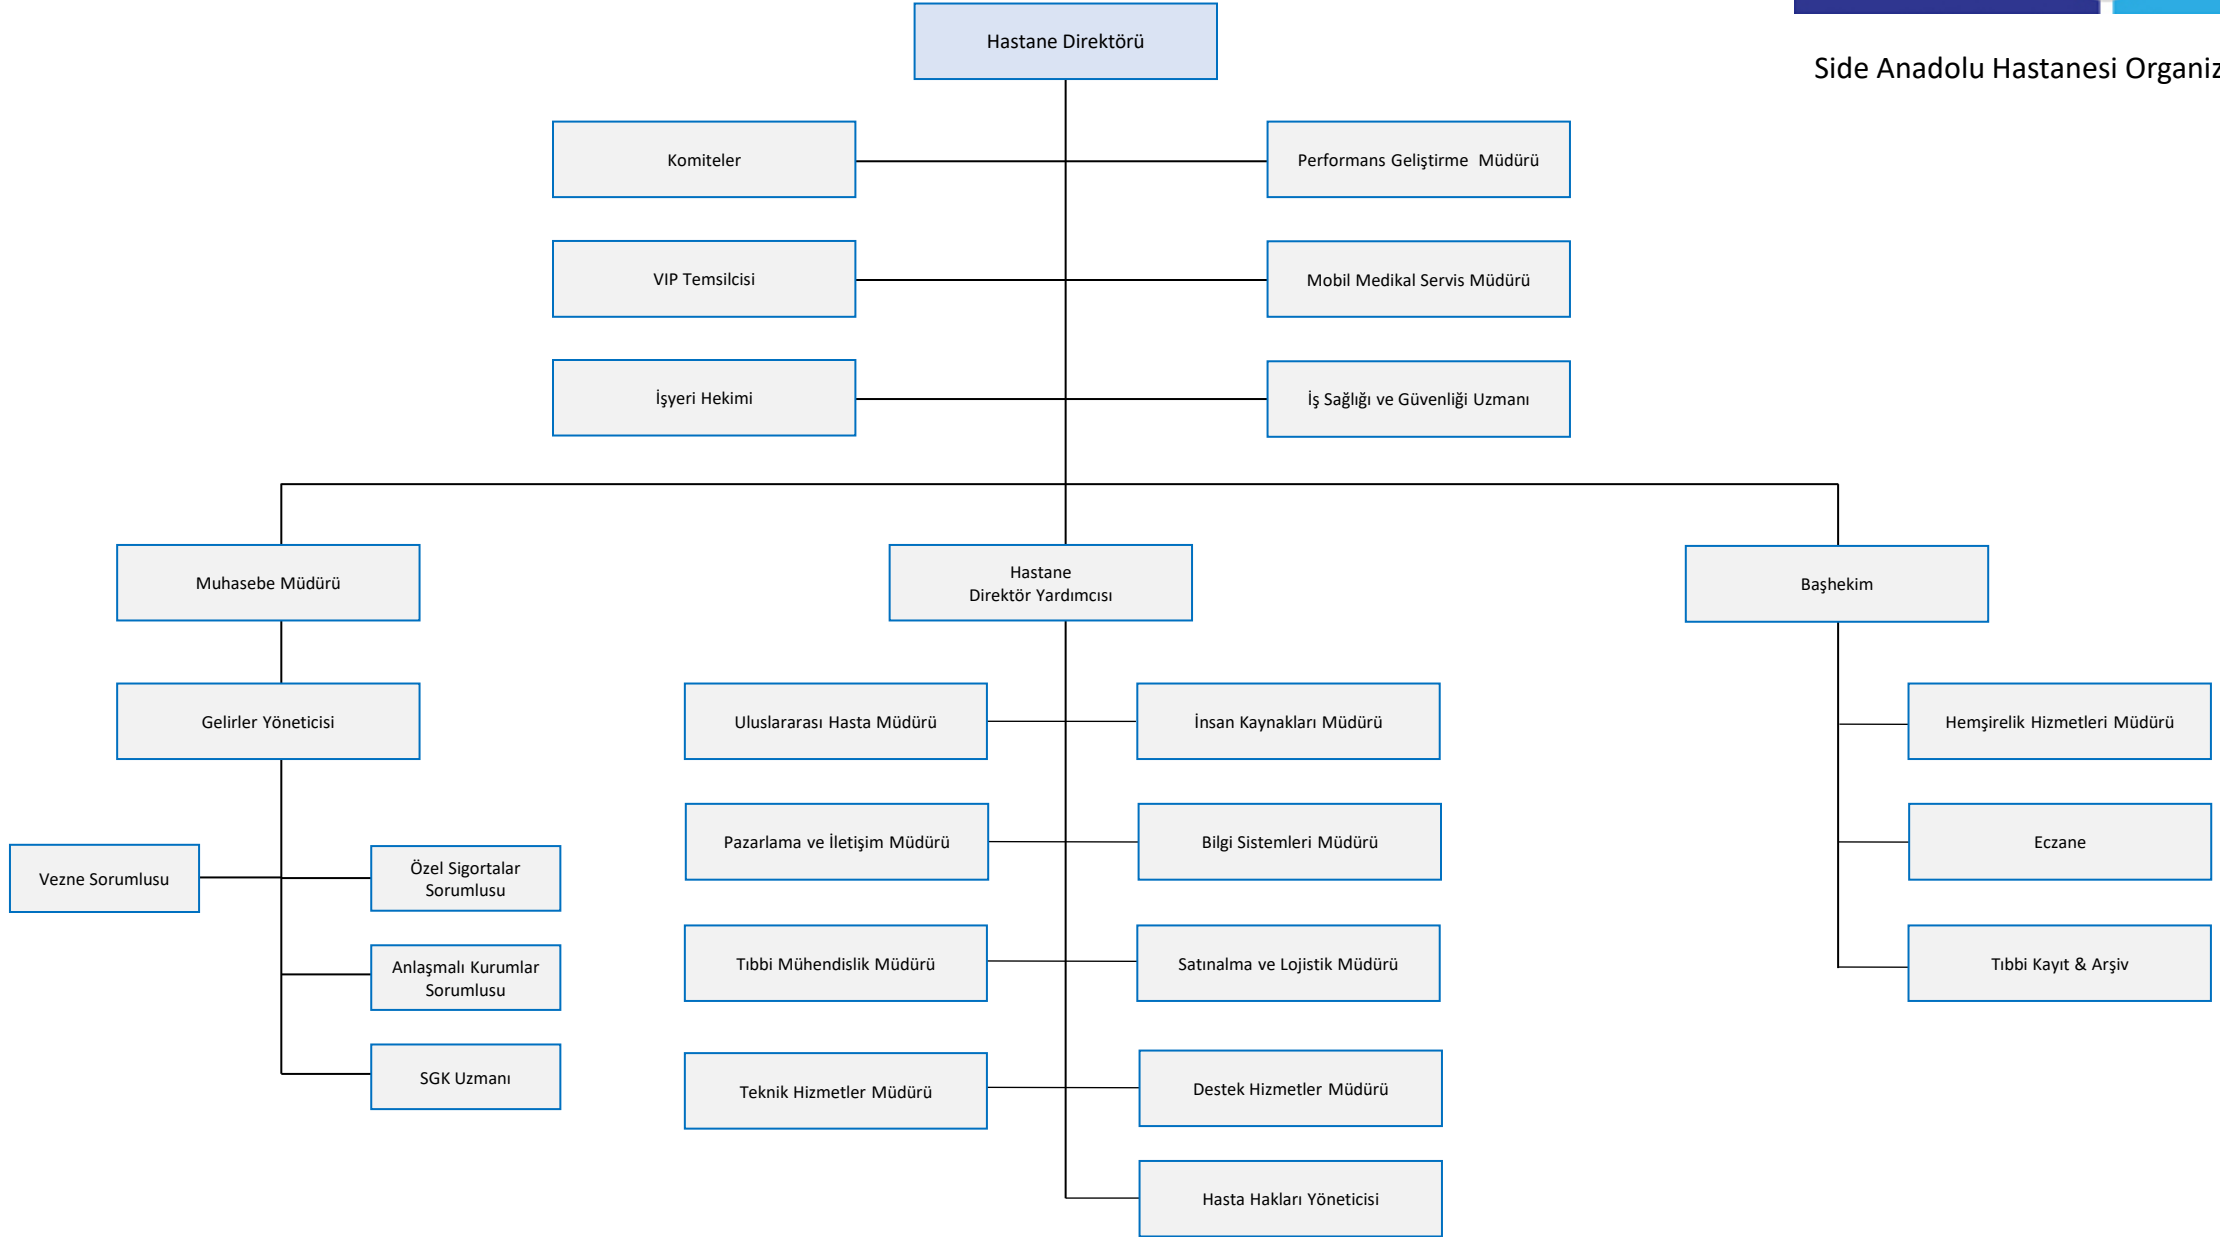 Hastane Direktörü
Side Anadolu Hastanesi
Komiteler
Performans Geliştirme Müdürü
VIP Temsilcisi
Mobil Medikal Servis Müdürü
İşyeri Hekimi
İş Sağlığı ve Güvenliği Uzmanı
Muhasebe Müdürü
Hastane
Direktör Yardımcısı
Başhekim
Gelirler Yöneticisi
Uluslararası Hasta Müdürü
İnsan Kaynakları Müdürü
Hemşirelik Hizmetleri Müdürü
Pazarlama ve İletişim Müdürü
Bilgi Sistemleri Müdürü
Eczane
Vezne Sorumlusu
Özel Sigortalar
Sorumlusu
Tıbbi Mühendislik Müdürü
Satınalma ve Lojistik Müdürü
Tıbbi Kayıt & Arşiv
Anlaşmalı Kurumlar
Sorumlusu
SGK Uzmanı
Teknik Hizmetler Müdürü
Destek Hizmetler Müdürü
Hasta Hakları Yöneticisi